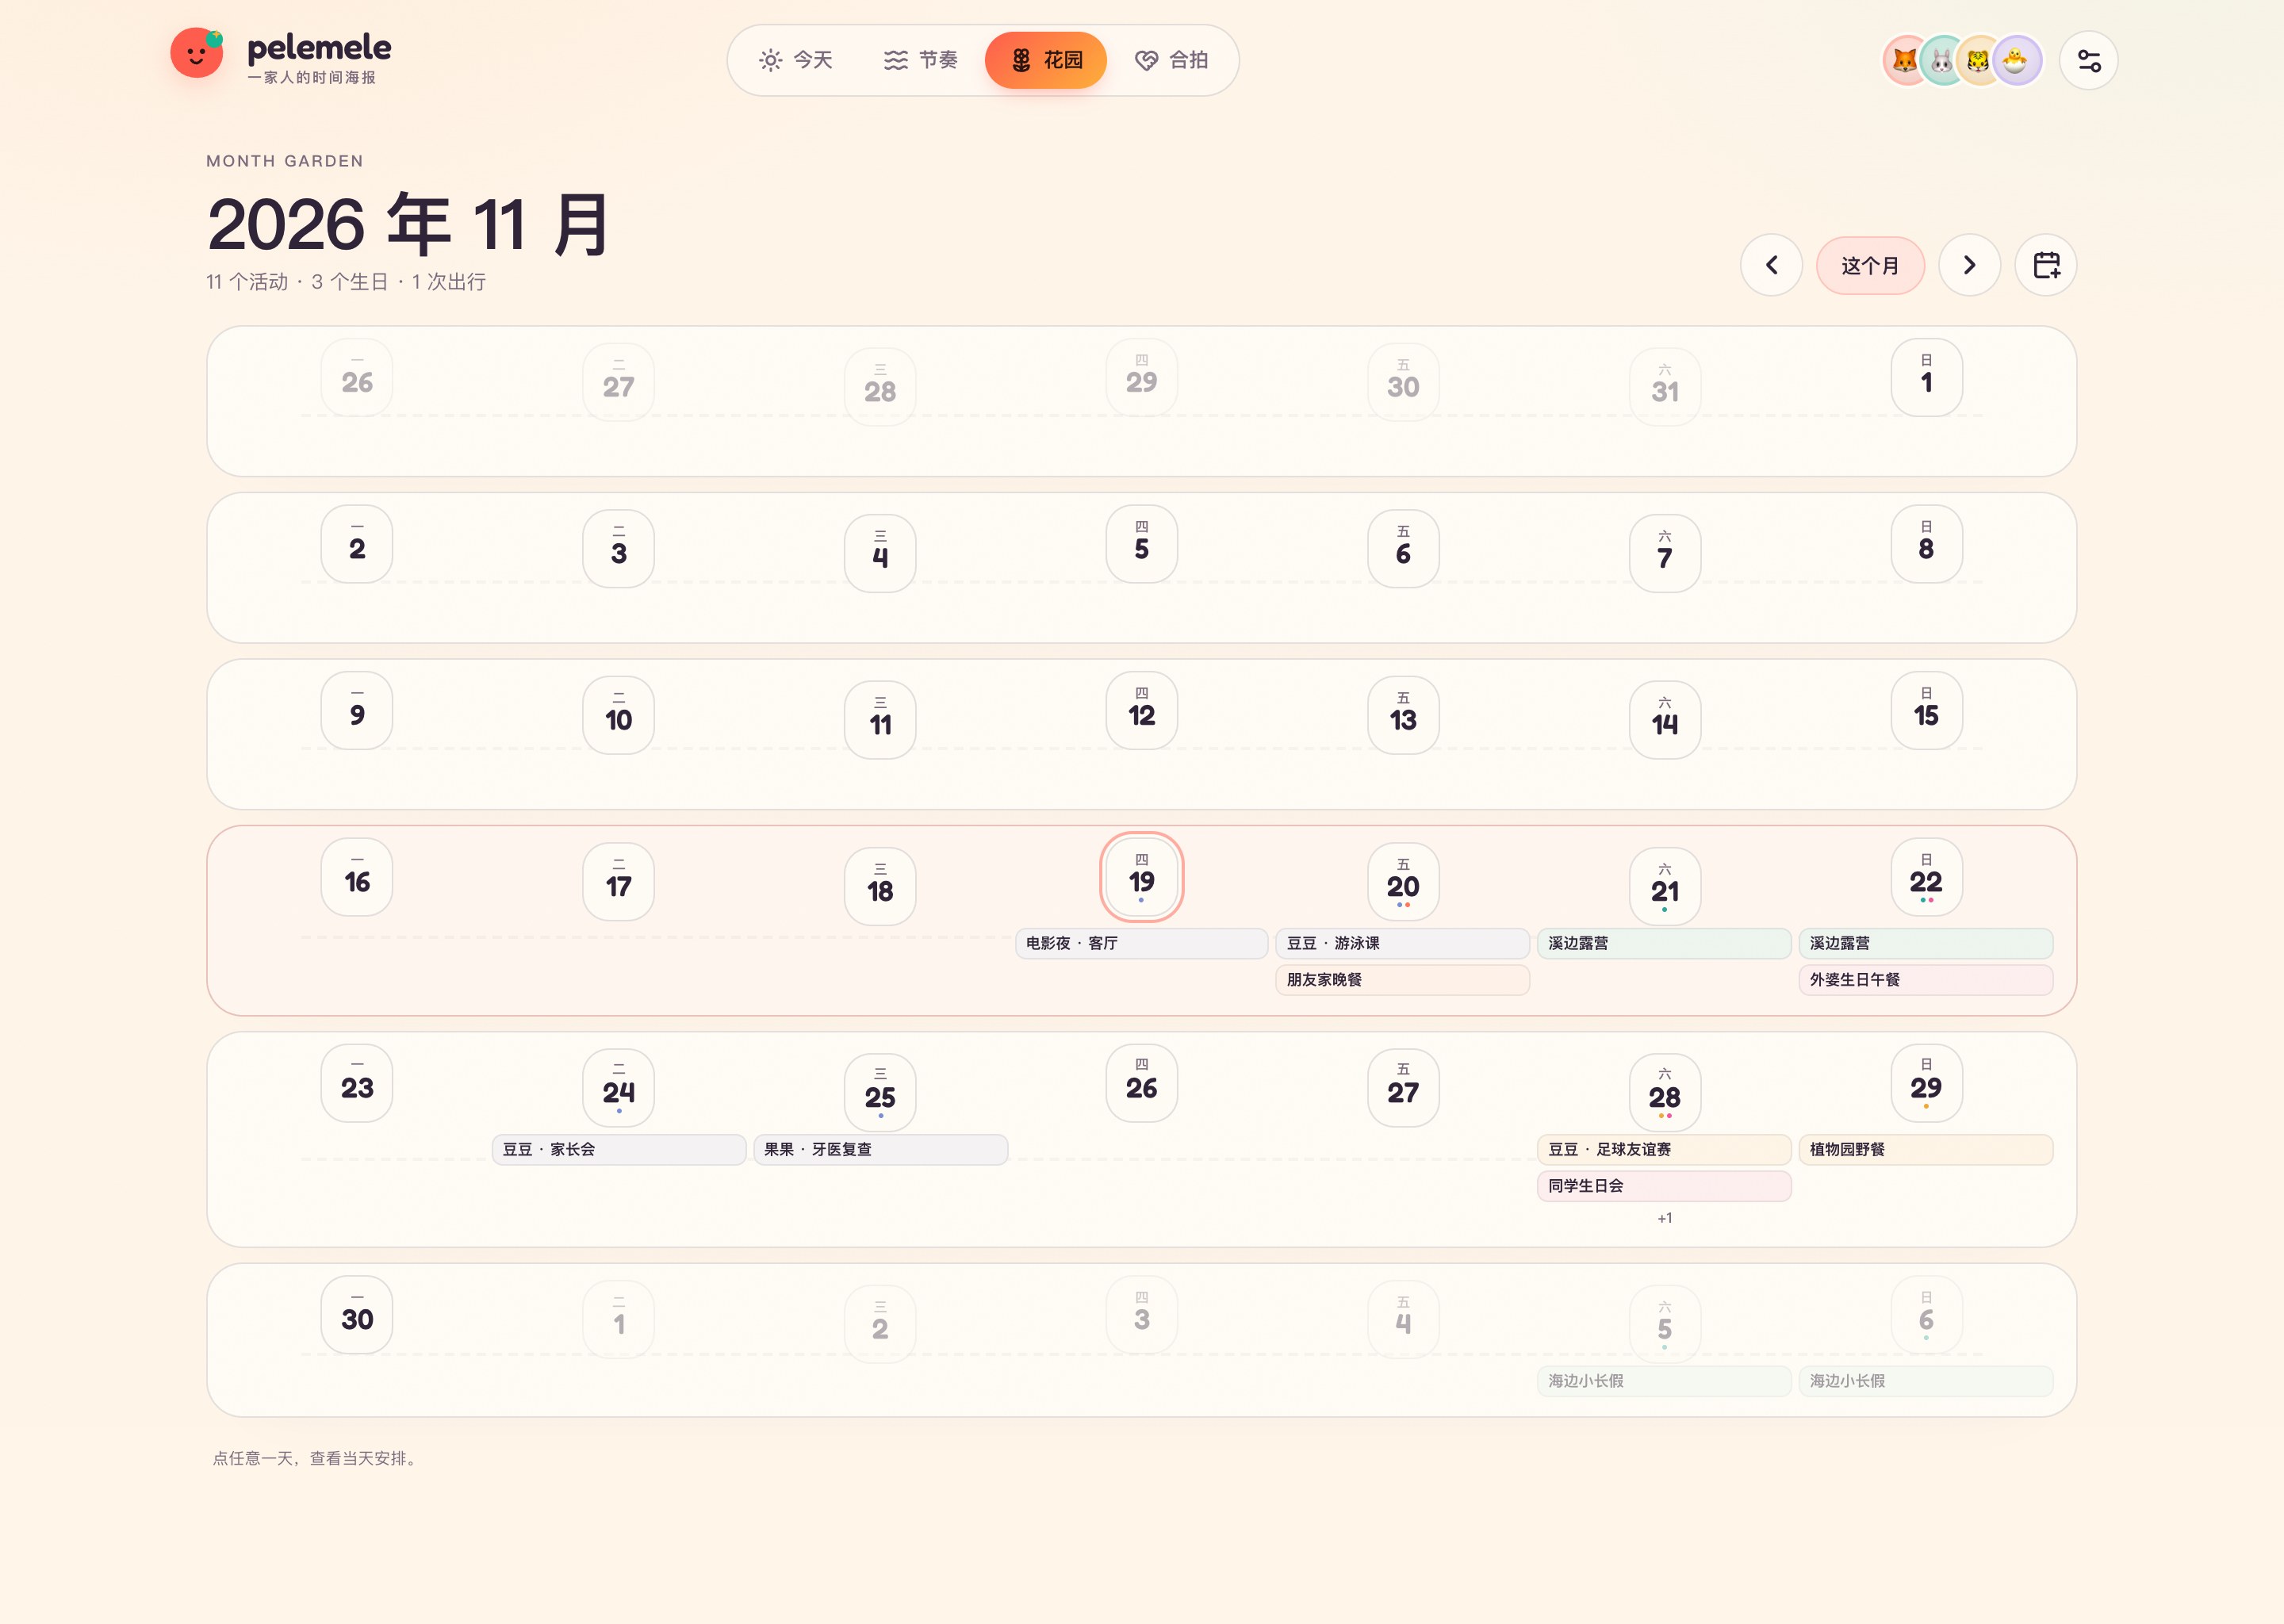 pelemele
一家人的时间海报
今天
节奏
花园
合拍
MONTH GARDEN
2026 年 11 月
11 个活动 · 3 个生日 · 1 次出行
这个月
一 二 三 四 五 六 日
26 27 28 29 30 31 1
一 二 三 四 五 六 日
2 3 4 5 6 7 8
一 二 三 四 五 六 日
9 10 11 12 13 14 15
一 二 三 四 五 六 日
16 17 18 19 20 21 22
电影夜 · 客厅 豆豆 · 游泳课 溪边露营 溪边露营
朋友家晚餐 外婆生日午餐
一 二 三 四 五 六 日
23 24 25 26 27 28 29
豆豆 · 家长会 果果 · 牙医复查 豆豆 · 足球友谊赛 植物园野餐
同学生日会
+1
一 二 三 四 五 六 日
30 1 2 3 4 5 6
海边小长假 海边小长假
点任意一天，查看当天安排。